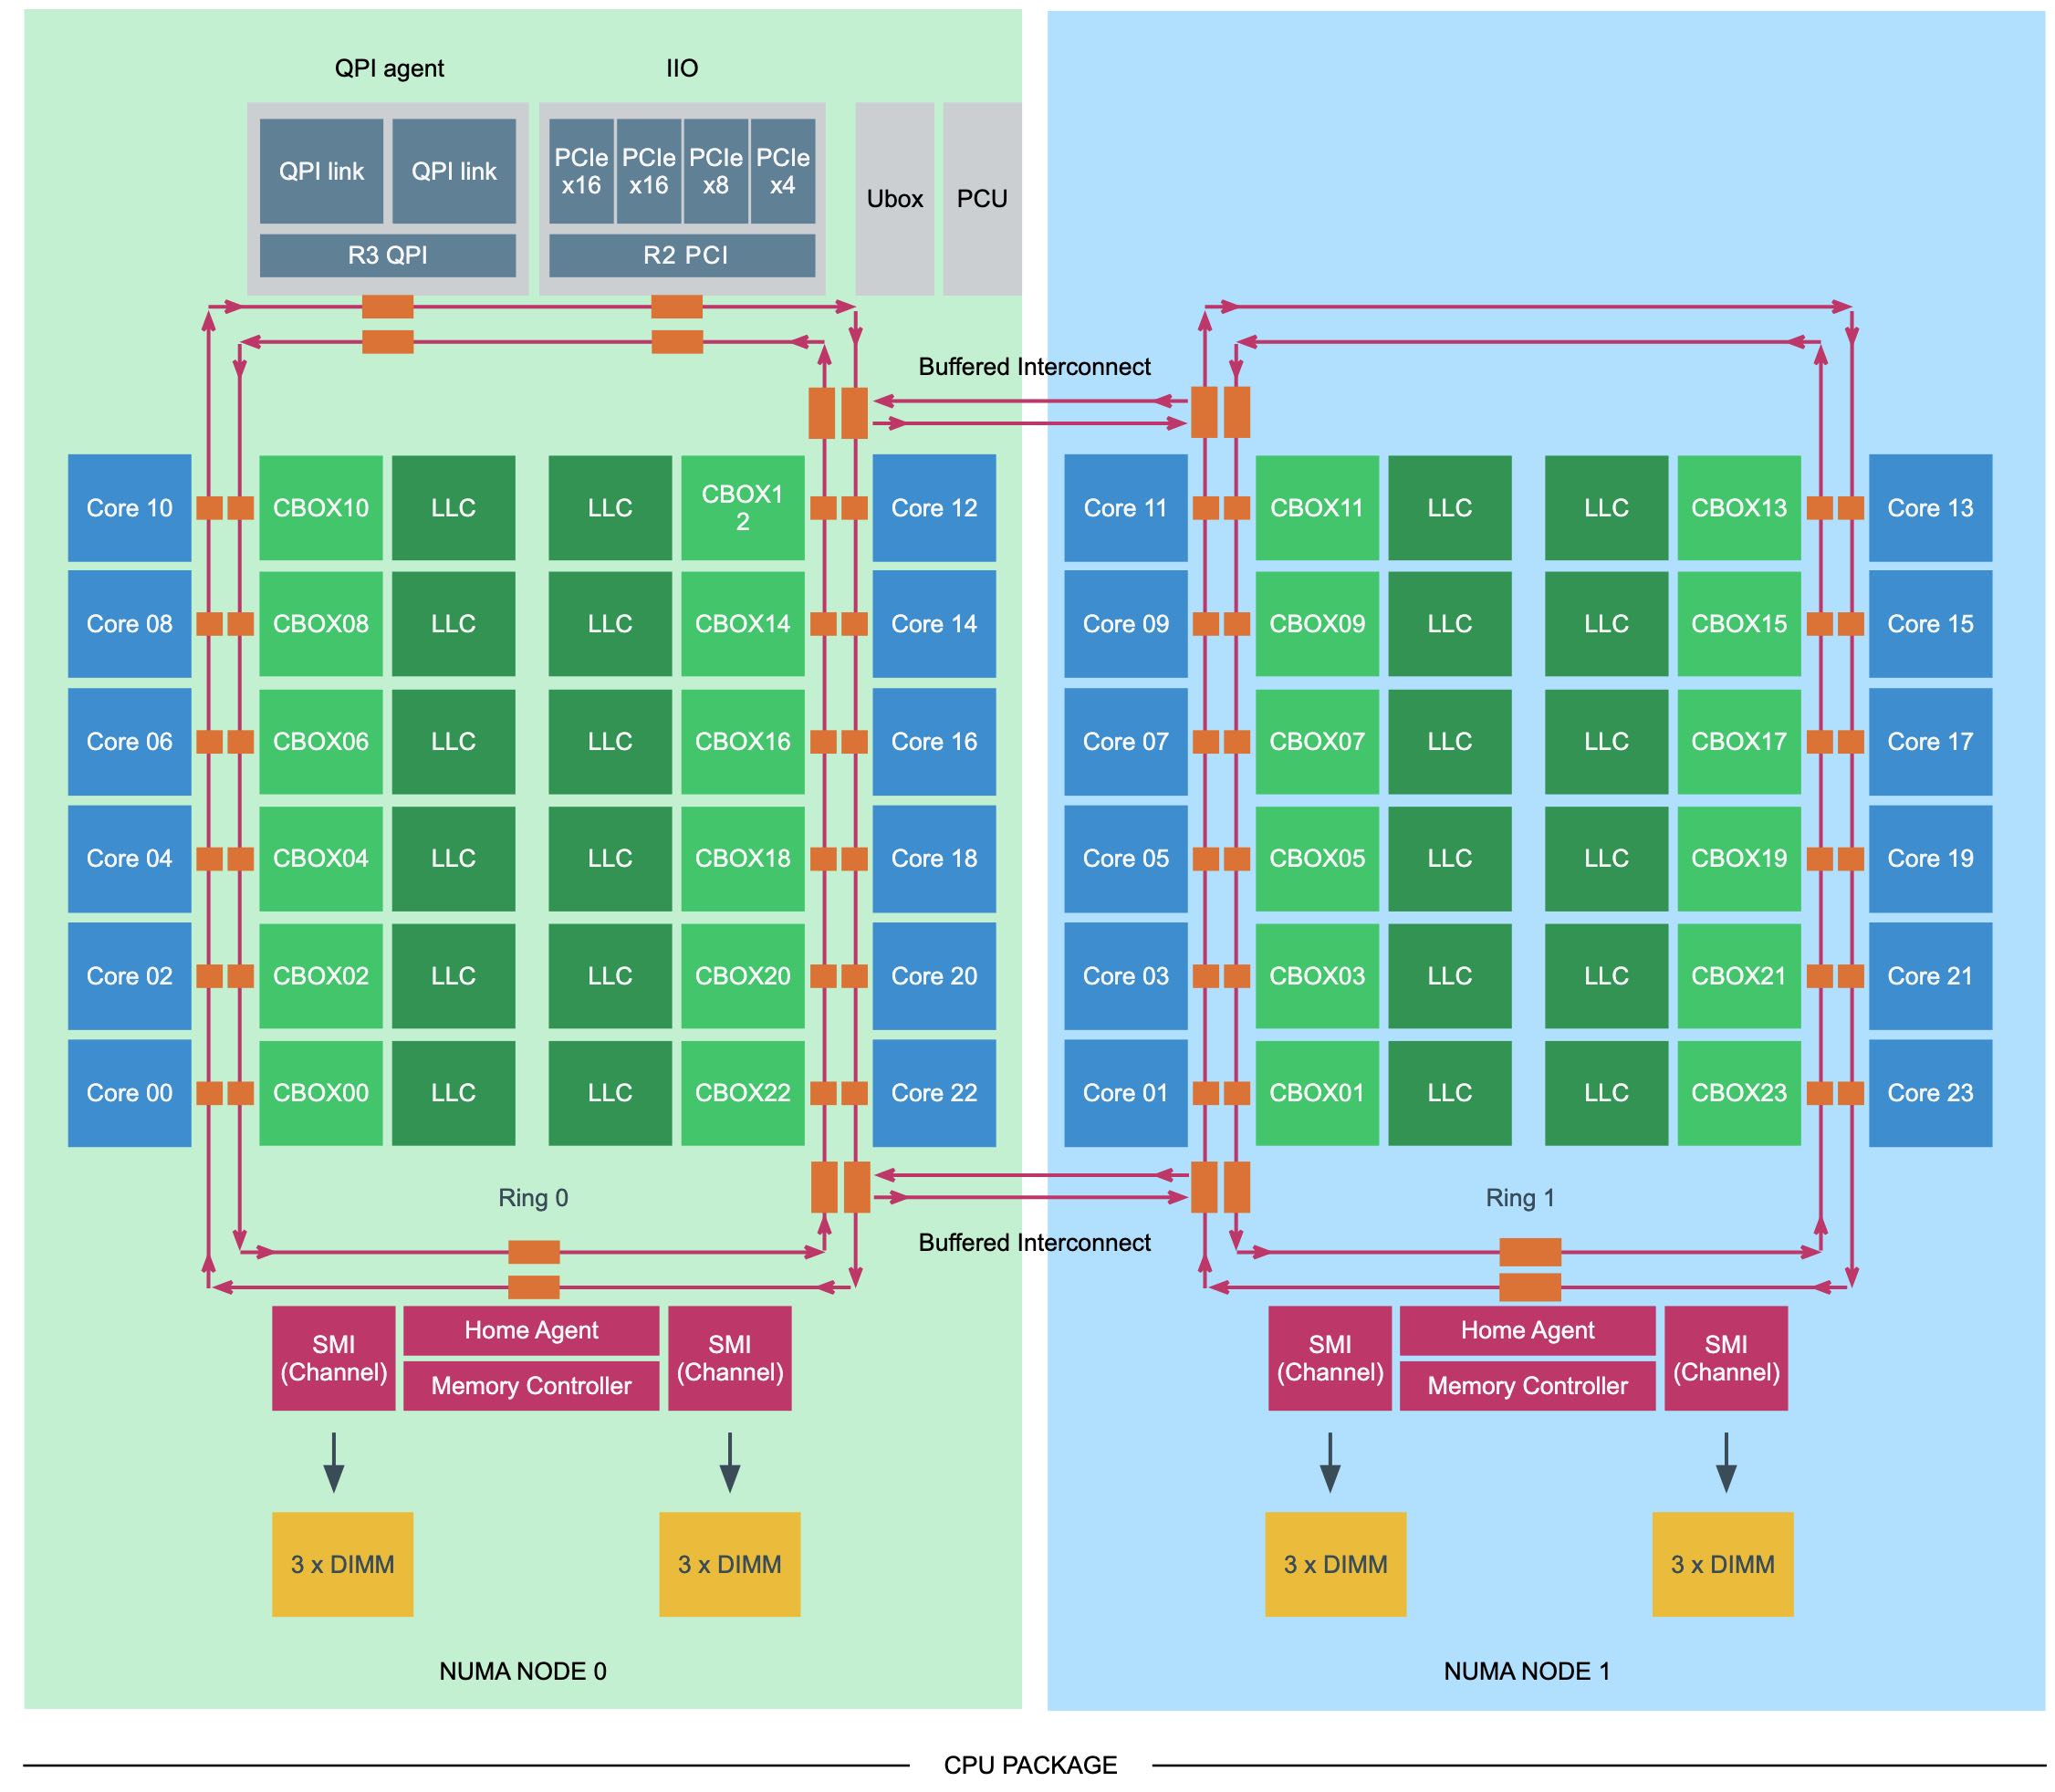 QPI agent
IIO
QPI link
QPI link
PCIe
x16
PCIe
x16
PCIe
x8
PCIe
x4
Ubox
PCU
R3 QPI
R2 PCI
Buffered Interconnect
Core 10
CBOX10
LLC
LLC
CBOX1
2
Core 12
Core 11
CBOX11
LLC
LLC
CBOX13
Core 13
Core 08
CBOX08
LLC
LLC
CBOX14
Core 14
Core 09
CBOX09
LLC
LLC
CBOX15
Core 15
Core 06
CBOX06
LLC
LLC
CBOX16
Core 16
Core 07
CBOX07
LLC
LLC
CBOX17
Core 17
Core 04
CBOX04
LLC
LLC
CBOX18
Core 18
Core 05
CBOX05
LLC
LLC
CBOX19
Core 19
Core 02
CBOX02
LLC
LLC
CBOX20
Core 20
Core 03
CBOX03
LLC
LLC
CBOX21
Core 21
Core 00
CBOX00
LLC
LLC
CBOX22
Core 22
Core 01
CBOX01
LLC
LLC
CBOX23
Core 23
Ring 0
Ring 1
Buffered Interconnect
SMI
(Channel)
Home Agent
Memory Controller
SMI
(Channel)
SMI
(Channel)
Home Agent
Memory Controller
SMI
(Channel)
3 x DIMM
3 x DIMM
3 x DIMM
3 x DIMM
NUMA NODE 0
NUMA NODE 1
CPU PACKAGE